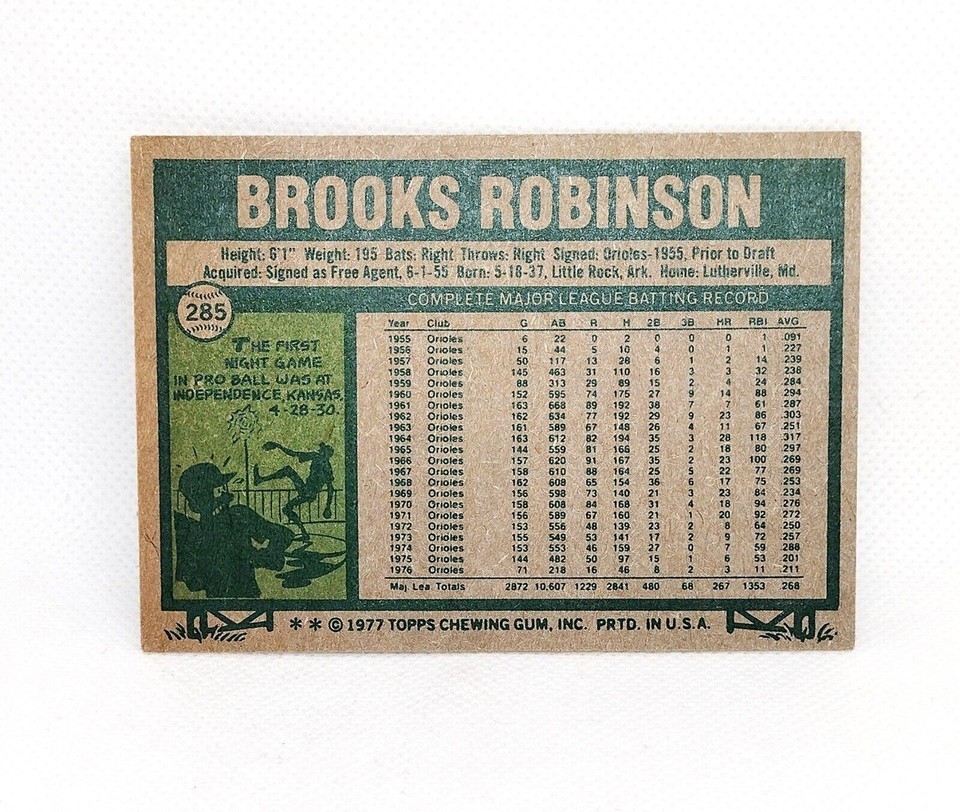 BROOKS ROBINSON
Height: 6'1" Weight: 195 Bats: Right Throws: Right Signed: Orioles-1955, Prior to Draft
Acquired: Signed as Free Agent, 6-1-55 Born: 5-18-37, Little Rock, Ark. Home: Lutherville, Md.
285
THE FIRST
NIGHT GAME
IN PRO BALL WAS AT
INDEPENDENCE, KANSAS,
4-28-30.
COMPLETE MAJOR LEAGUE BATTING RECORD
Year Club G AB R H 2B 3B HR RBI AVG
1955 Orioles 6 22 0 2 0 0 0 1 .091
1956 Orioles 15 44 5 10 4 0 1 1 .227
1957 Orioles 50 117 13 28 6 1 2 14 .239
1958 Orioles 145 463 31 110 16 3 3 32 .238
1959 Orioles 88 313 29 89 15 2 4 24 .284
1960 Orioles 152 595 74 175 27 9 14 88 .294
1961 Orioles 163 668 89 192 38 7 7 61 .287
1962 Orioles 162 634 77 192 29 9 23 86 .303
1963 Orioles 161 589 67 148 26 4 11 67 .251
1964 Orioles 163 612 82 194 35 3 28 118 .317
1965 Orioles 144 559 81 166 25 2 18 80 .297
1966 Orioles 157 620 91 167 35 2 23 100 .269
1967 Orioles 158 610 88 164 25 5 22 77 .269
1968 Orioles 162 608 65 154 36 6 17 75 .253
1969 Orioles 156 598 73 140 21 3 23 84 .234
1970 Orioles 158 608 84 168 31 4 18 94 .276
1971 Orioles 156 589 67 160 21 1 20 92 .272
1972 Orioles 153 556 48 139 23 2 8 64 .250
1973 Orioles 155 549 53 141 17 2 9 72 .257
1974 Orioles 153 553 46 159 27 0 7 59 .288
1975 Orioles 144 482 50 97 15 1 6 53 .201
1976 Orioles 71 218 16 46 8 2 3 11 .211
Maj. Lea Totals 2872 10,607 1229 2841 480 68 267 1353 .268
** © 1977 TOPPS CHEWING GUM, INC. PRTD. IN U.S.A.